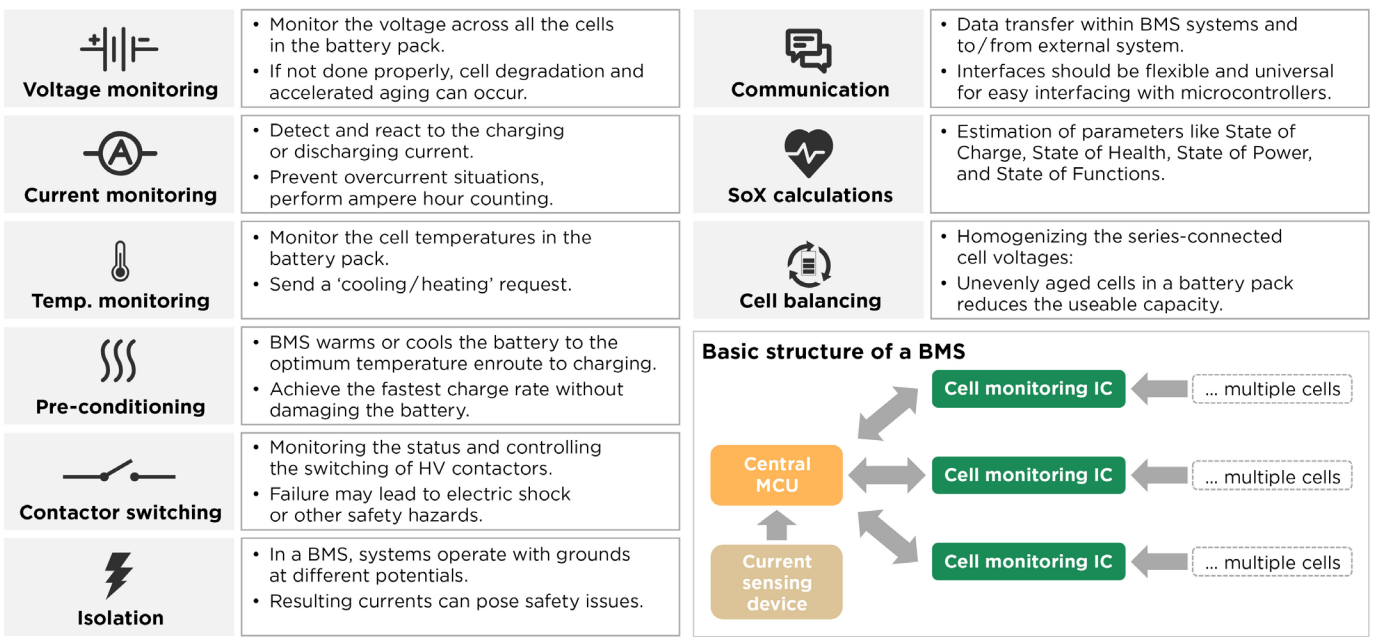 Voltage monitoring
• Monitor the voltage across all the cells
in the battery pack.
• If not done properly, cell degradation and
accelerated aging can occur.
Current monitoring
• Detect and react to the charging
or discharging current.
• Prevent overcurrent situations,
perform ampere hour counting.
Temp. monitoring
• Monitor the cell temperatures in the
battery pack.
• Send a ‘cooling/heating’ request.
Pre-conditioning
• BMS warms or cools the battery to the
optimum temperature enroute to charging.
• Achieve the fastest charge rate without
damaging the battery.
Contactor switching
• Monitoring the status and controlling
the switching of HV contactors.
• Failure may lead to electric shock
or other safety hazards.
Isolation
• In a BMS, systems operate with grounds
at different potentials.
• Resulting currents can pose safety issues.
Communication
• Data transfer within BMS systems and
to/from external system.
• Interfaces should be flexible and universal
for easy interfacing with microcontrollers.
SoX calculations
• Estimation of parameters like State of
Charge, State of Health, State of Power,
and State of Functions.
Cell balancing
• Homogenizing the series-connected
cell voltages:
• Unevenly aged cells in a battery pack
reduces the useable capacity.
Basic structure of a BMS
Cell monitoring IC
... multiple cells
Central
MCU
Cell monitoring IC
... multiple cells
Current
sensing
device
Cell monitoring IC
... multiple cells